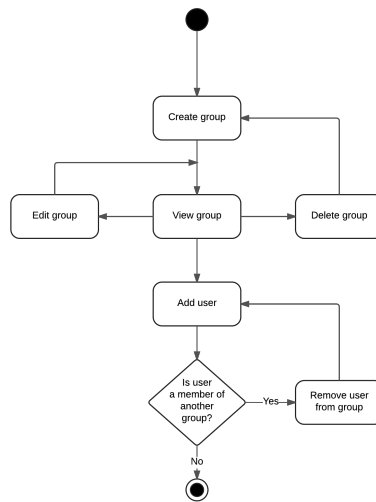 Create group
Edit group
View group
Delete group
Add user
Is user
a member of
another
group?
Yes
Remove user
from group
No